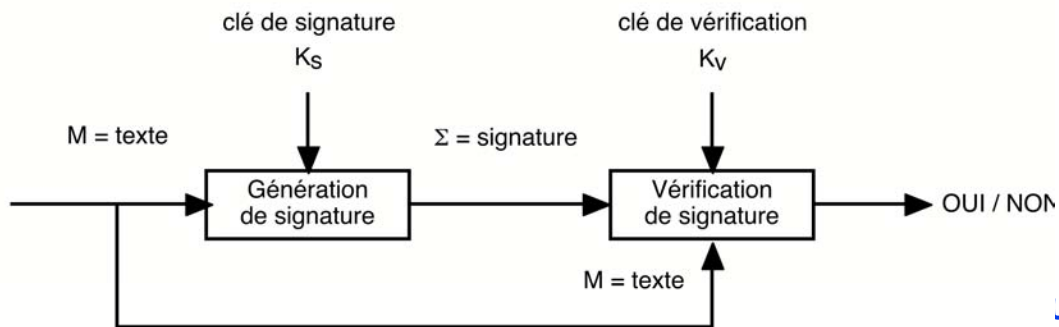 clé de signature
K_S
clé de vérification
K_V
M = texte
Σ = signature
Génération
de signature
Vérification
de signature
OUI / NON
M = texte